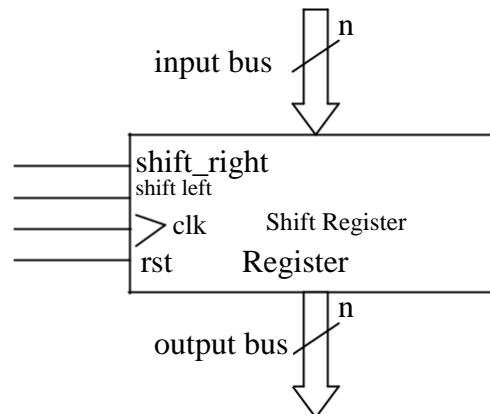 n
input bus
shift_right
shift left
clk
Shift Register
rst
Register
n
output bus